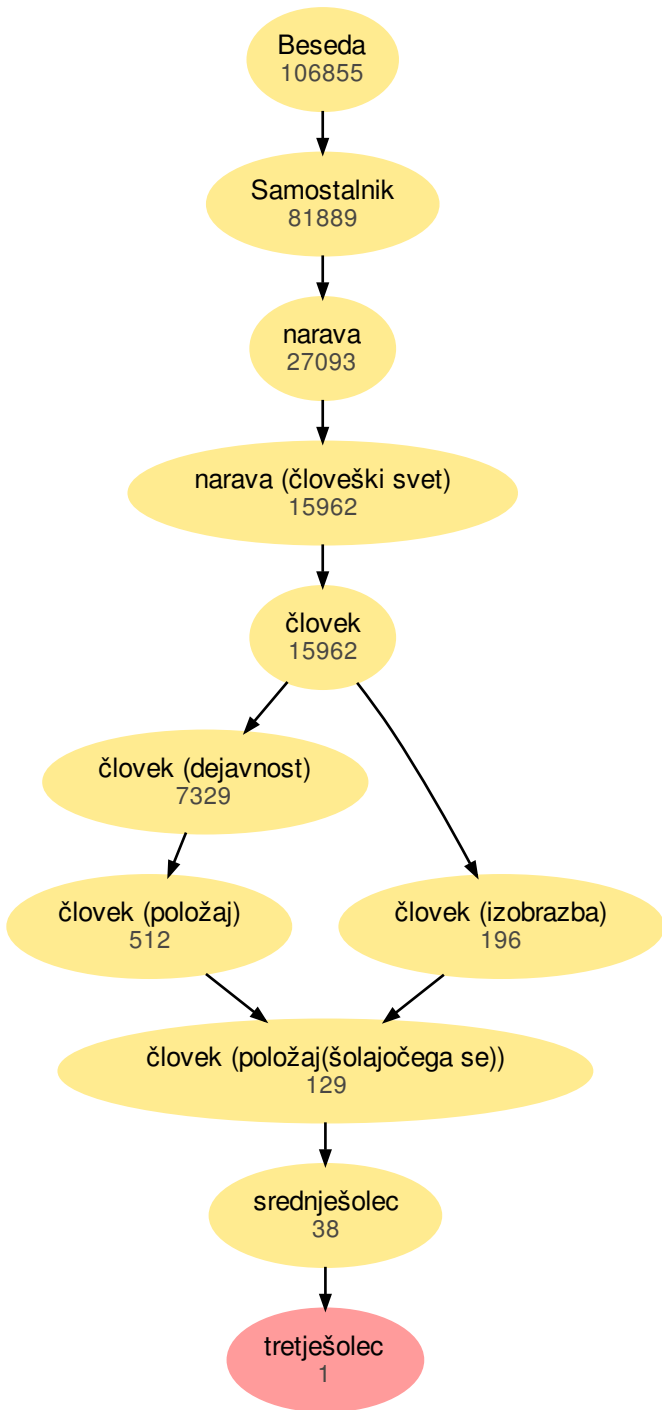 Beseda
106855
Samostalnik
81889
narava
27093
narava (človeški svet)
15962
človek
15962
človek (dejavnost)
7329
človek (položaj)
512
človek (izobrazba)
196
človek (položaj(šolajočega se))
129
srednješolec
38
tretješolec
1